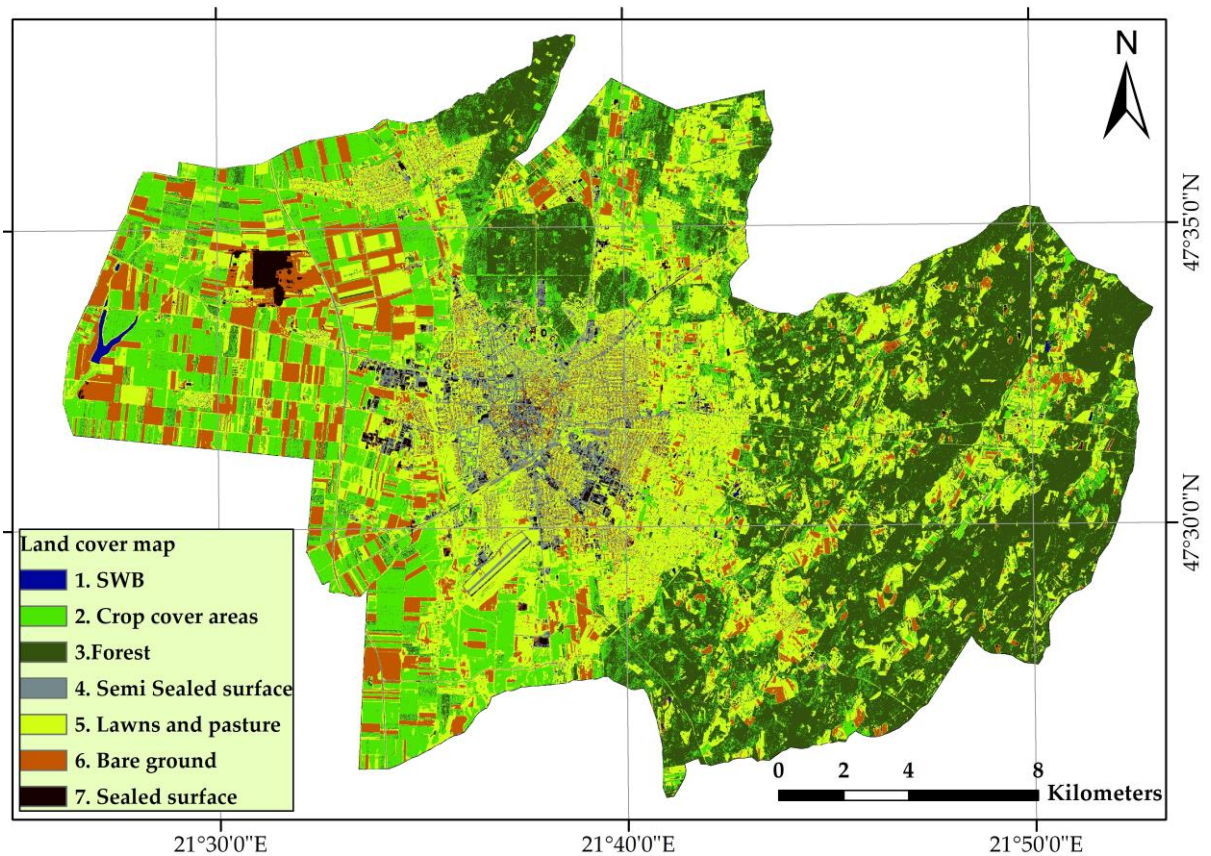 N
47°35'0"N
47°30'0"N
Land cover map
1. SWB
2. Crop cover areas
3.Forest
4. Semi Sealed surface
5. Lawns and pasture
6. Bare ground
7. Sealed surface
0 2 4 8
Kilometers
21°30'0"E 21°40'0"E 21°50'0"E